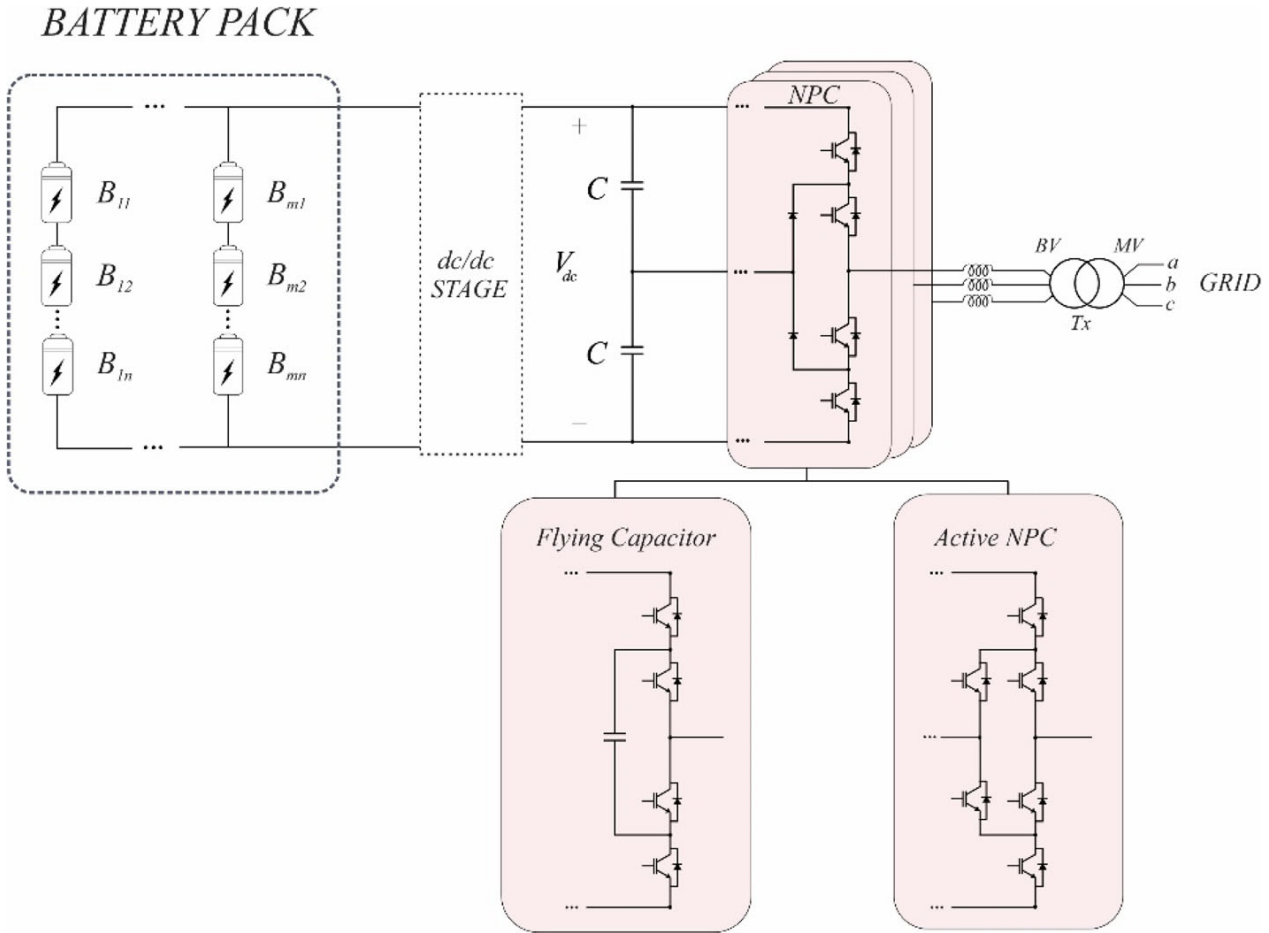 BATTERY PACK
... ...
B11 Bm1
B12 Bm2
B1n Bmn
... ...
dc/dc
STAGE
+
C
Vdc
C
−
NPC
...
...
...
BV MV
a
b
c
GRID
Tx
Flying Capacitor
...
...
Active NPC
...
...
...